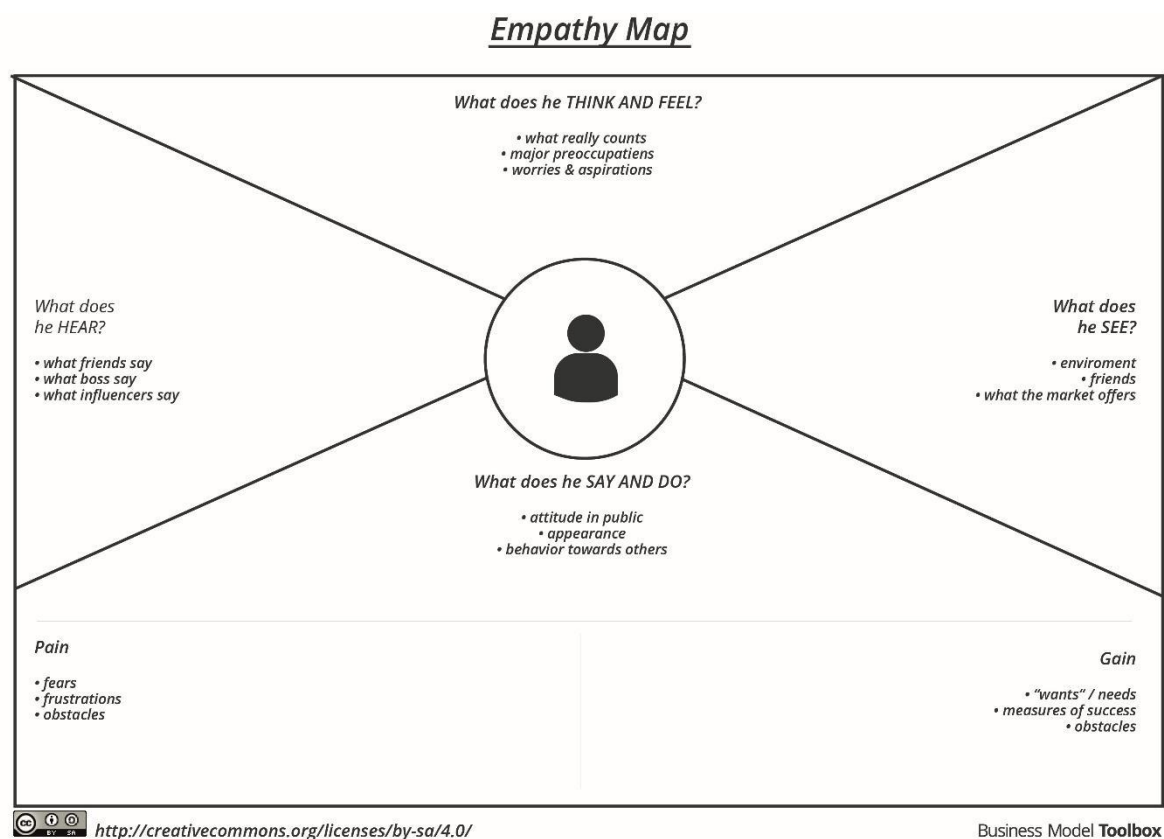 Empathy Map
What does he THINK AND FEEL?
• what really counts
• major preoccupatiens
• worries & aspirations
What does
he HEAR?
• what friends say
• what boss say
• what influencers say
What does
he SEE?
• enviroment
• friends
• what the market offers
What does he SAY AND DO?
• attitude in public
• appearance
• behavior towards others
Pain
• fears
• frustrations
• obstacles
Gain
• “wants” / needs
• measures of success
• obstacles
cc BY SA
http://creativecommons.org/licenses/by-sa/4.0/
Business Model Toolbox